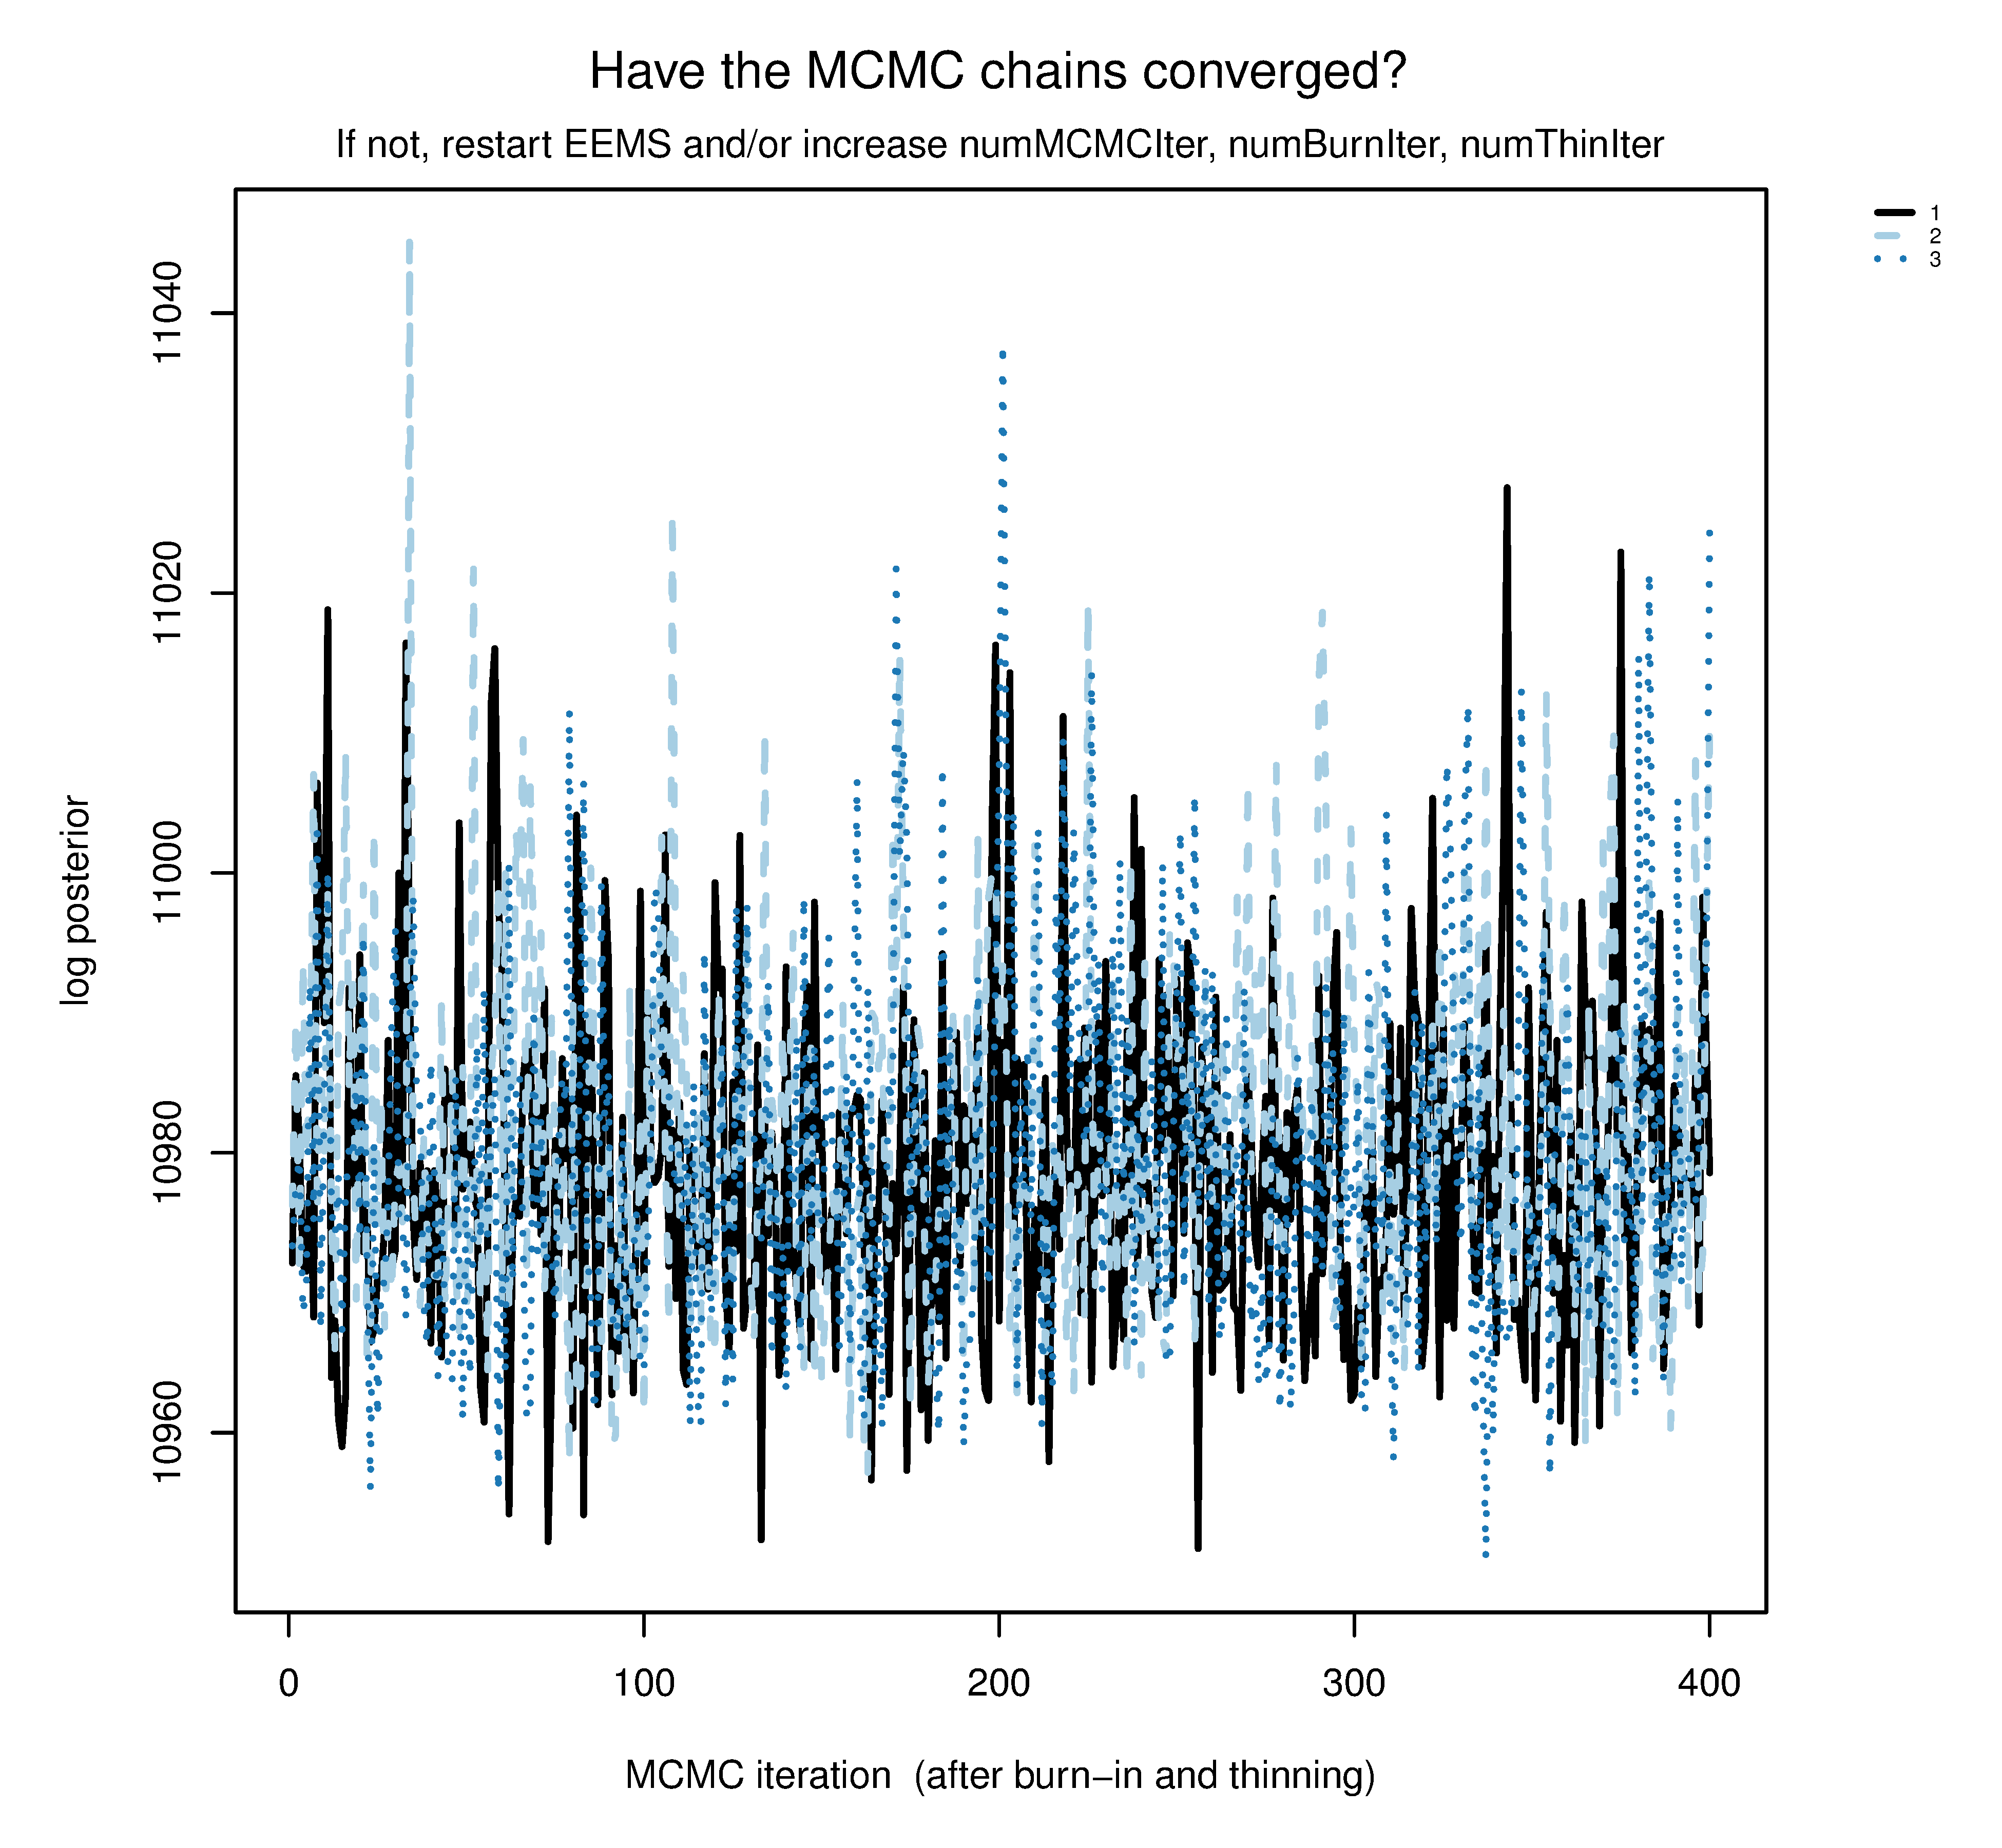 Have the MCMC chains converged?
If not, restart EEMS and/or increase numMCMCIter, numBurnIter, numThinIter
1
2
3
log posterior
11040
11020
11000
10980
10960
0 100 200 300 400
MCMC iteration (after burn−in and thinning)